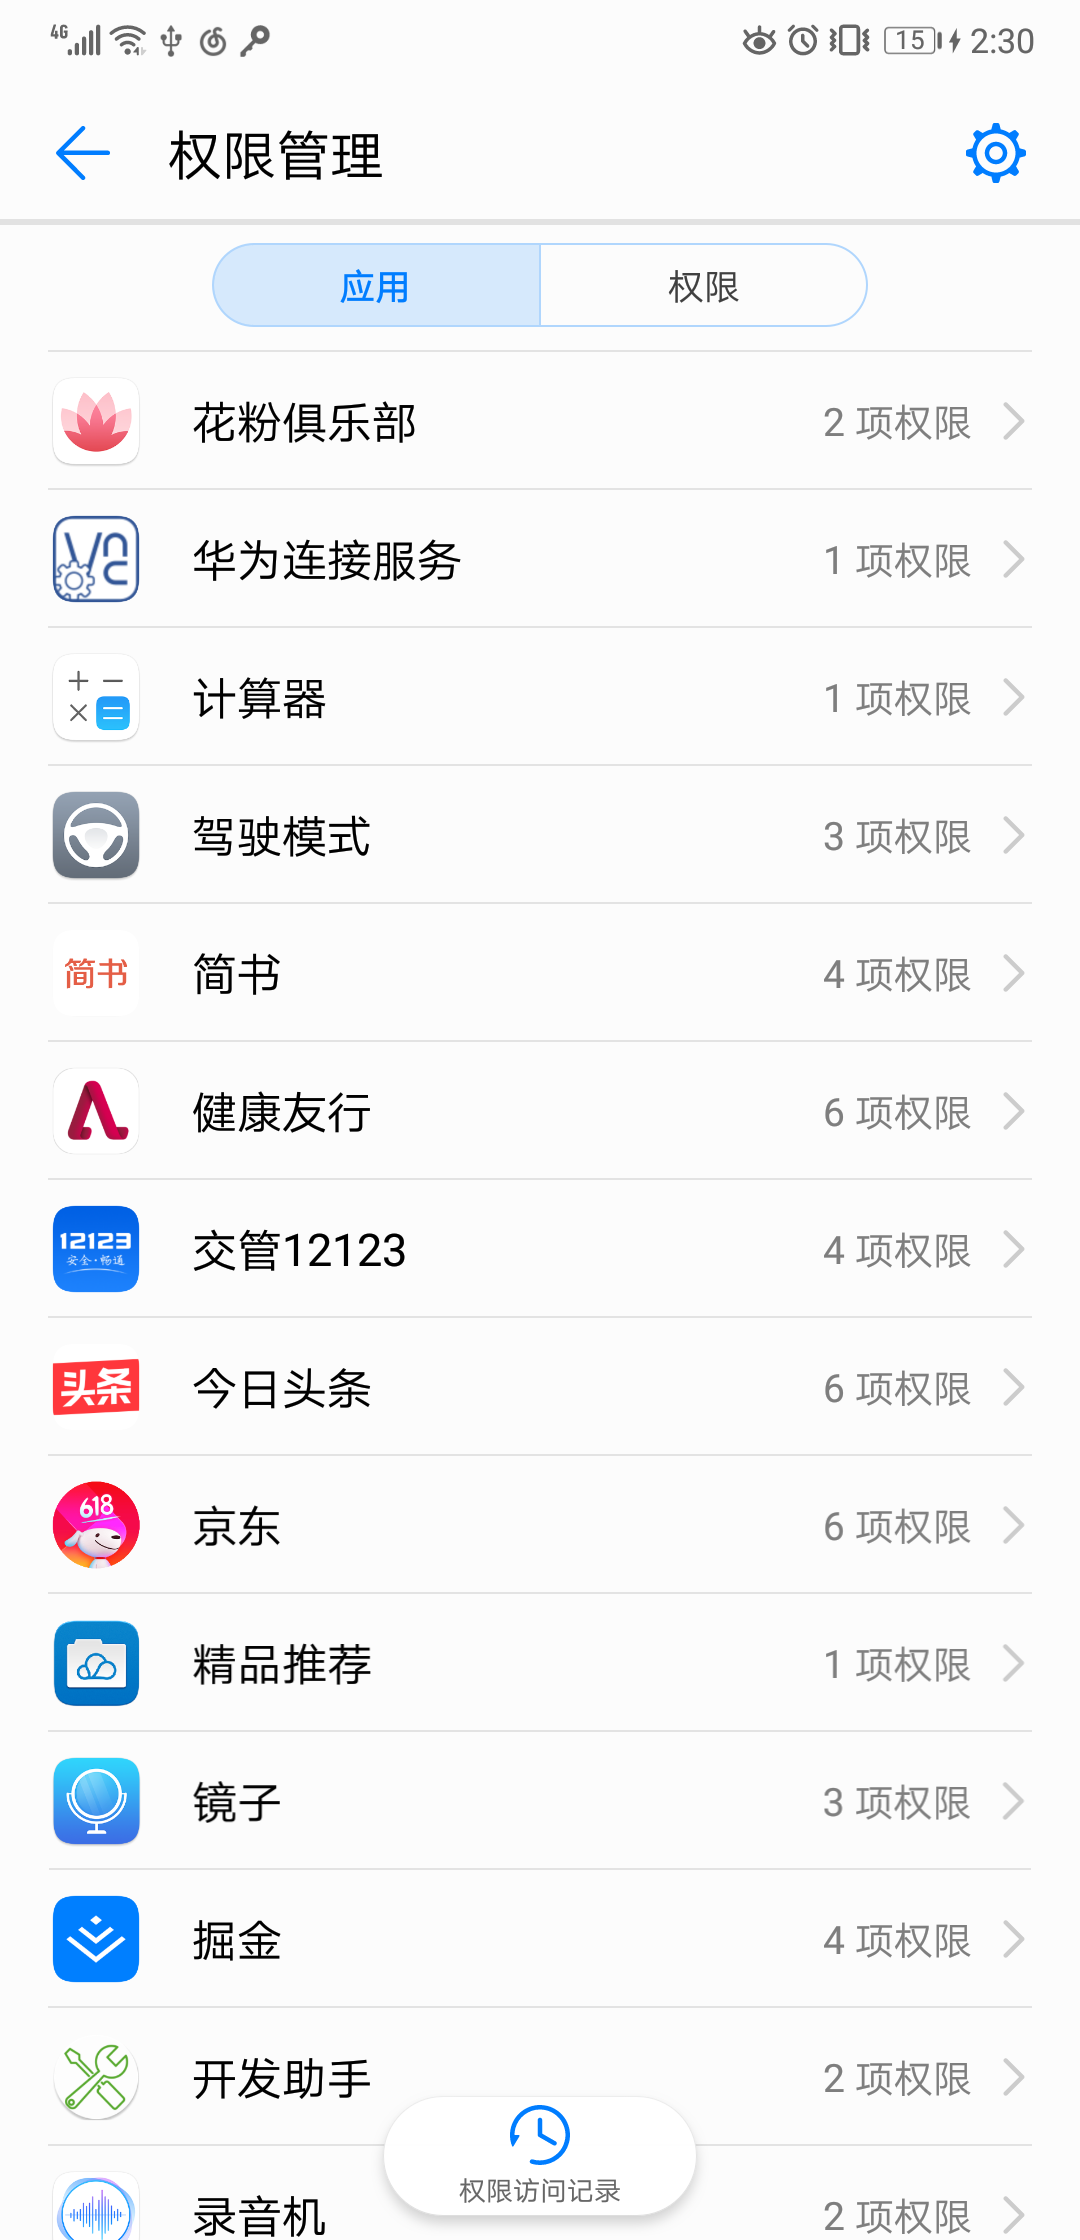 4G 15 2:30
权限管理
应用 权限
花粉俱乐部 2 项权限
Vnc 华为连接服务 1 项权限
计算器 1 项权限
驾驶模式 3 项权限
简书 简书 4 项权限
健康友行 6 项权限
12123
安全·畅通
交管12123 4 项权限
头条 今日头条 6 项权限
618 京东 6 项权限
精品推荐 1 项权限
镜子 3 项权限
掘金 4 项权限
开发助手 2 项权限
权限访问记录
录音机 2 项权限